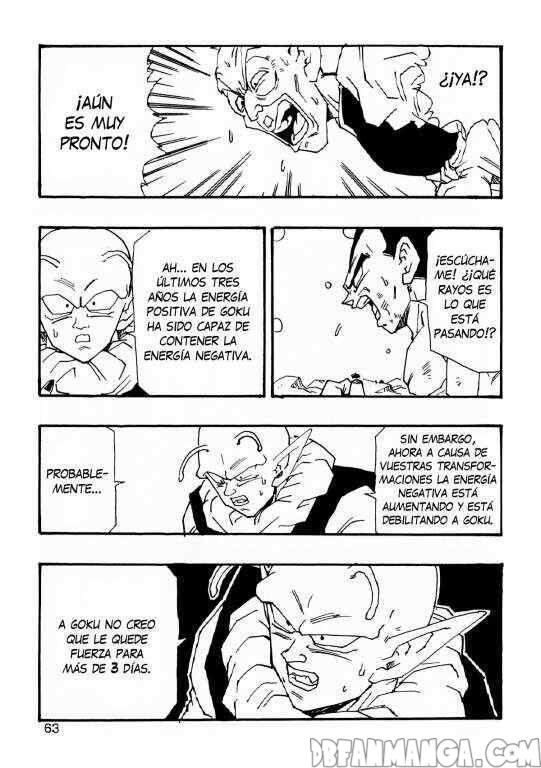 ¡AÚN
ES MUY
PRONTO!
¿¡YA!?
AH... EN LOS
ÚLTIMOS TRES
AÑOS LA ENERGÍA
POSITIVA DE GOKU
HA SIDO CAPAZ
DE CONTENER LA
ENERGÍA NEGATIVA.
¡ESCÚCHA-
ME! ¿¡QUÉ
RAYOS ES
LO QUE
ESTÁ
PASANDO!?
PROBABLE-
MENTE...
SIN EMBARGO,
AHORA A CAUSA DE
VUESTRAS TRANSFOR-
MACIONES LA ENERGÍA
NEGATIVA ESTÁ
AUMENTANDO Y ESTÁ
DEBILITANDO A GOKU.
A GOKU NO CREO
QUE LE QUEDE
FUERZA PARA
MÁS DE 3 DÍAS.
63
DBFANMANGA.COM